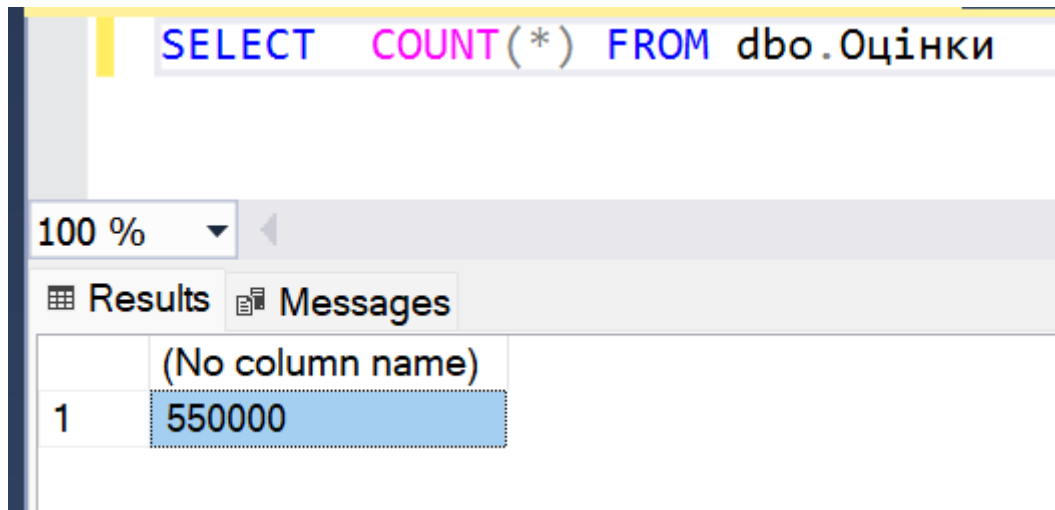 SELECT  COUNT(*) FROM dbo.Оцінки
100 %
Results Messages
(No column name)
1 550000